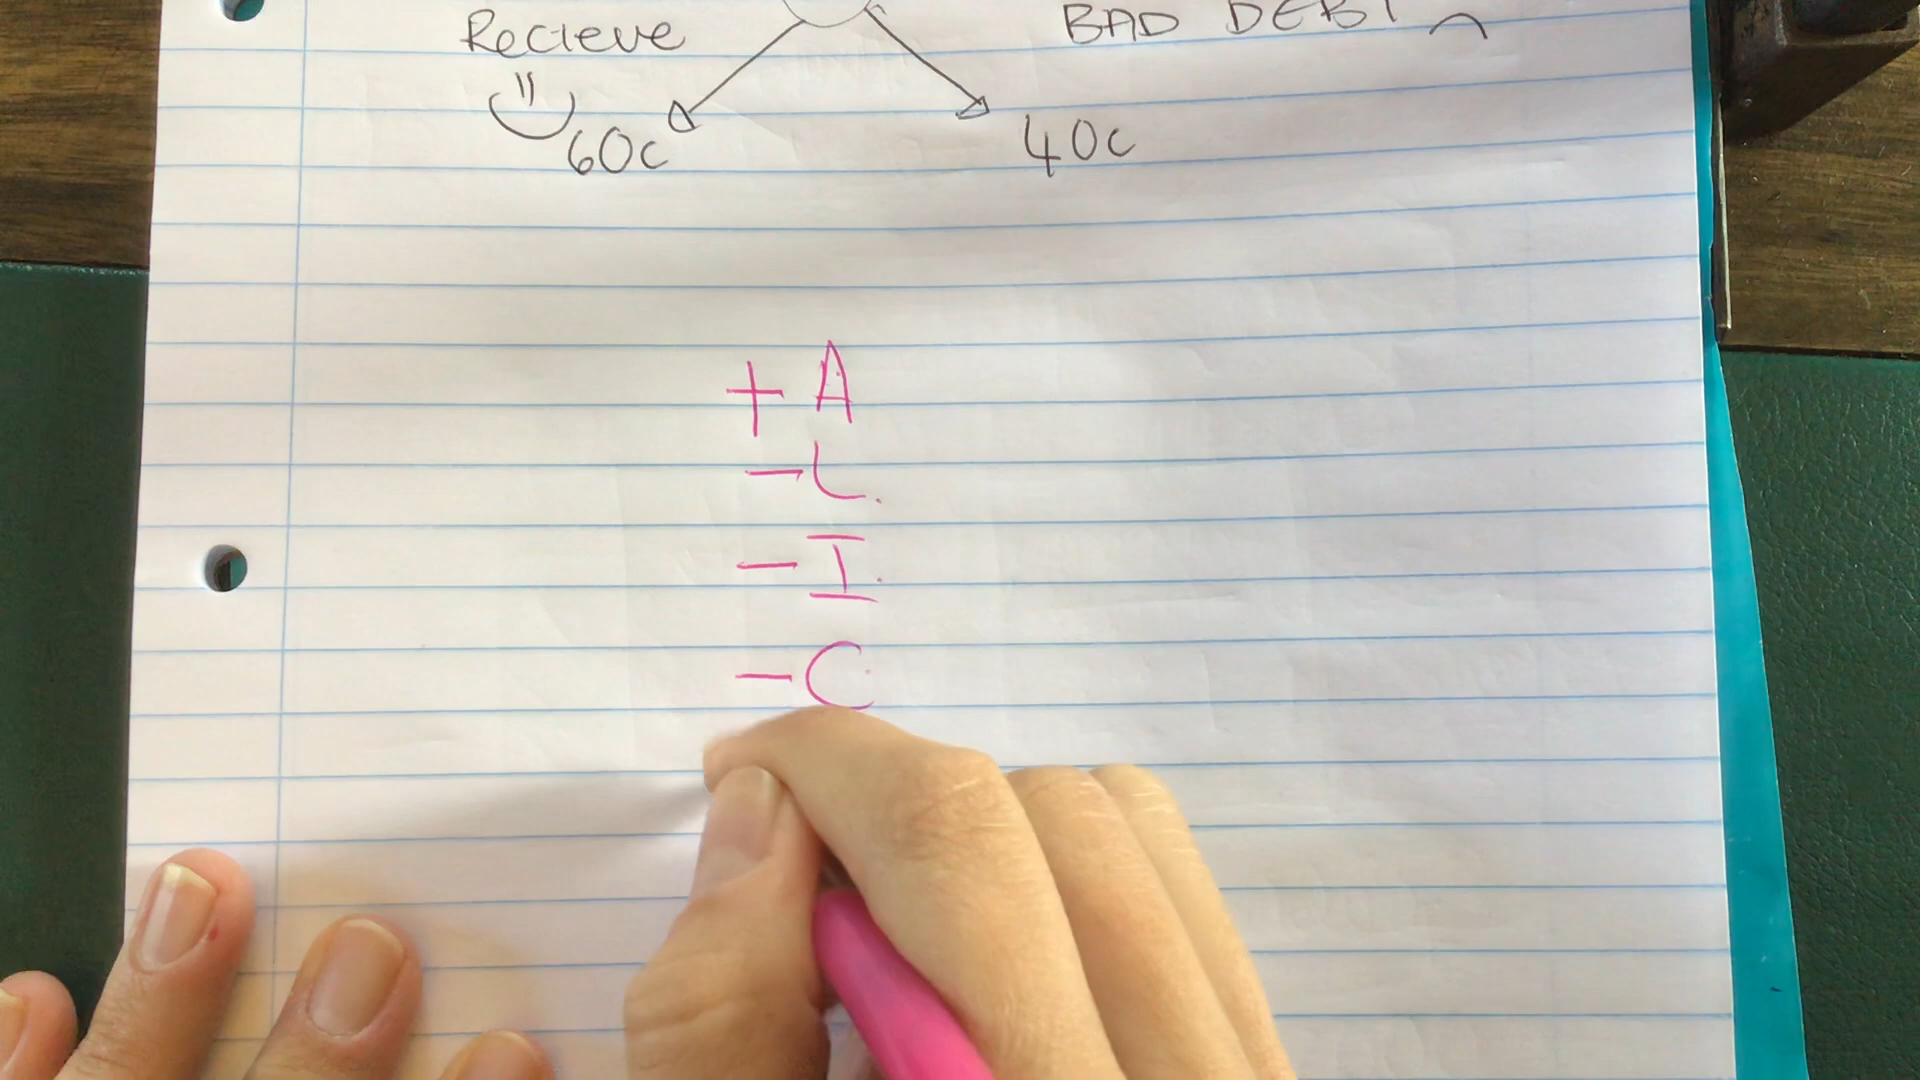 Recieve BAD DEBT
60c 40c
+ A
- L.
- I.
- C